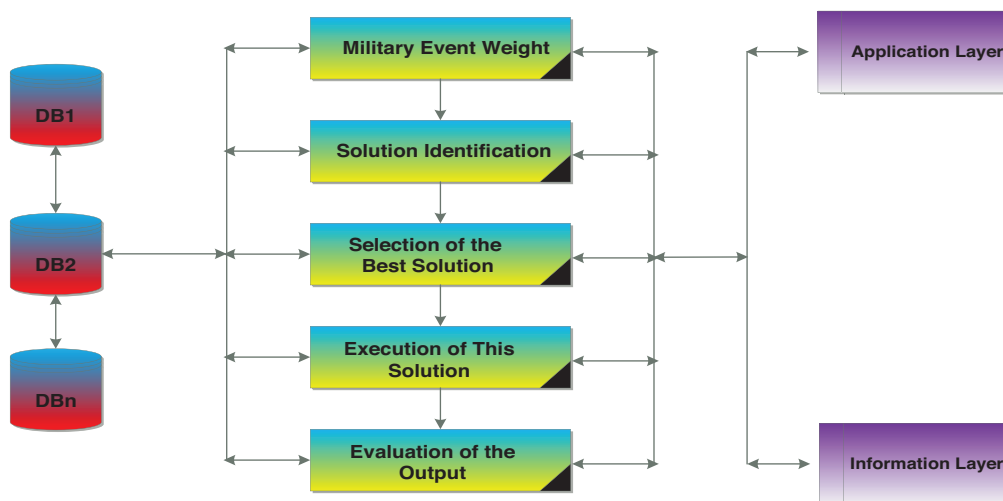 DB1
DB2
DBn
Military Event Weight
Solution Identification
Selection of the
Best Solution
Execution of This
Solution
Evaluation of the
Output
Application Layer
Information Layer